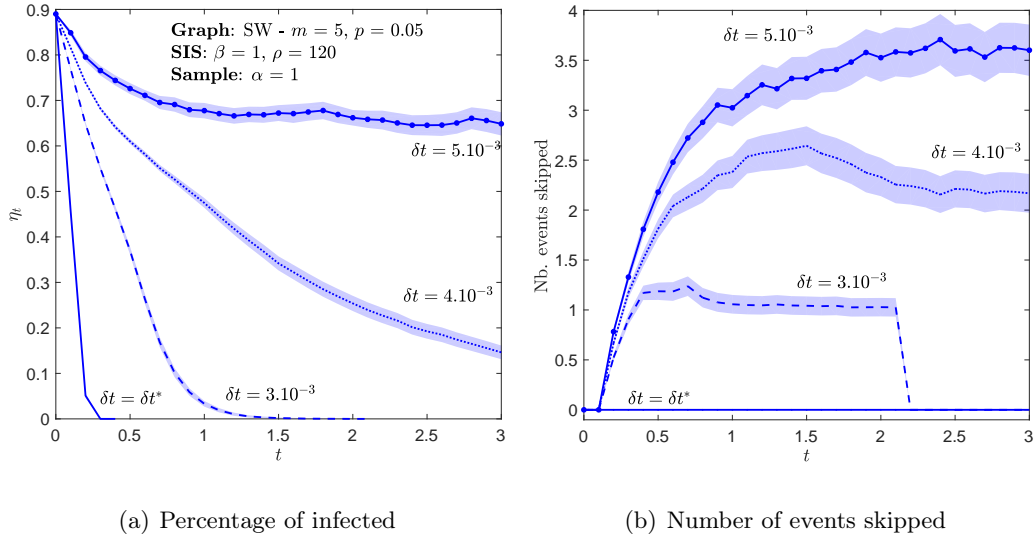 0.9
0.8
0.7
0.6
0.5
0.4
0.3
0.2
0.1
0
η_t
0 0.5 1 1.5 2 2.5 3
t
Graph: SW - m = 5, p = 0.05
SIS: β = 1, ρ = 120
Sample: α = 1
δt = 5.10⁻³
δt = 4.10⁻³
δt = 3.10⁻³
δt = δt*
(a) Percentage of infected
4
3.5
3
2.5
2
1.5
1
0.5
0
Nb. events skipped
0 0.5 1 1.5 2 2.5 3
t
δt = 5.10⁻³
δt = 4.10⁻³
δt = 3.10⁻³
δt = δt*
(b) Number of events skipped